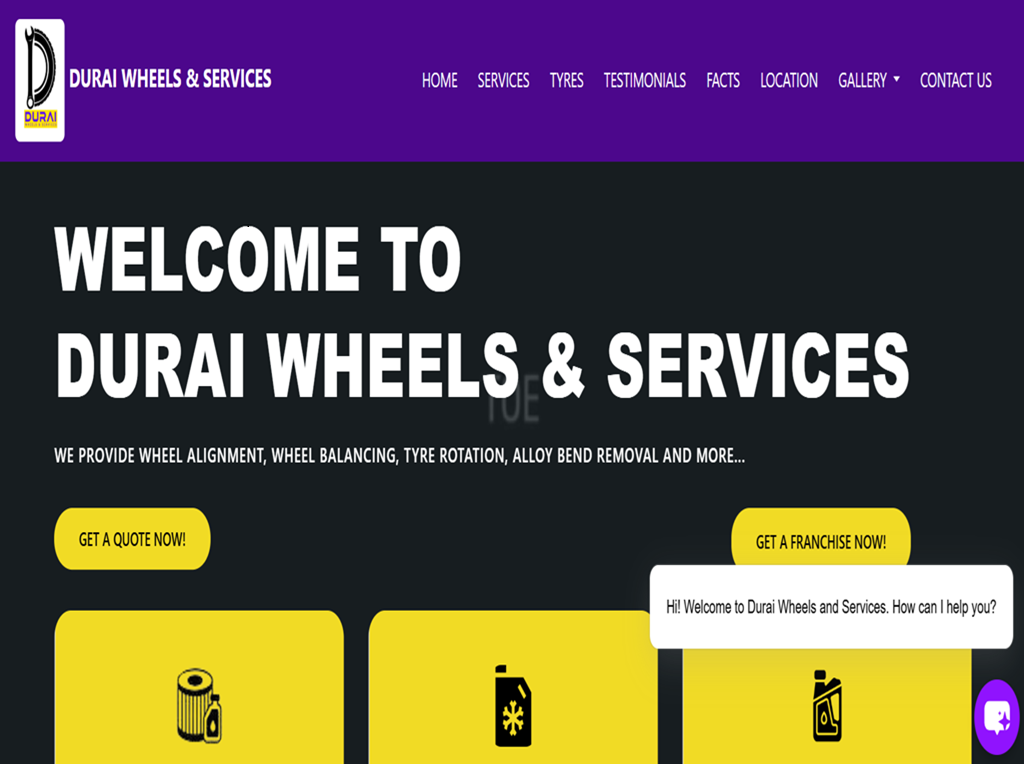 DURAI
DURAI WHEELS & SERVICES
HOME
SERVICES
TYRES
TESTIMONIALS
FACTS
LOCATION
GALLERY
CONTACT US
WELCOME TO
DURAI WHEELS & SERVICES
WE PROVIDE WHEEL ALIGNMENT, WHEEL BALANCING, TYRE ROTATION, ALLOY BEND REMOVAL AND MORE...
GET A QUOTE NOW!
GET A FRANCHISE NOW!
Hi! Welcome to Durai Wheels and Services. How can I help you?